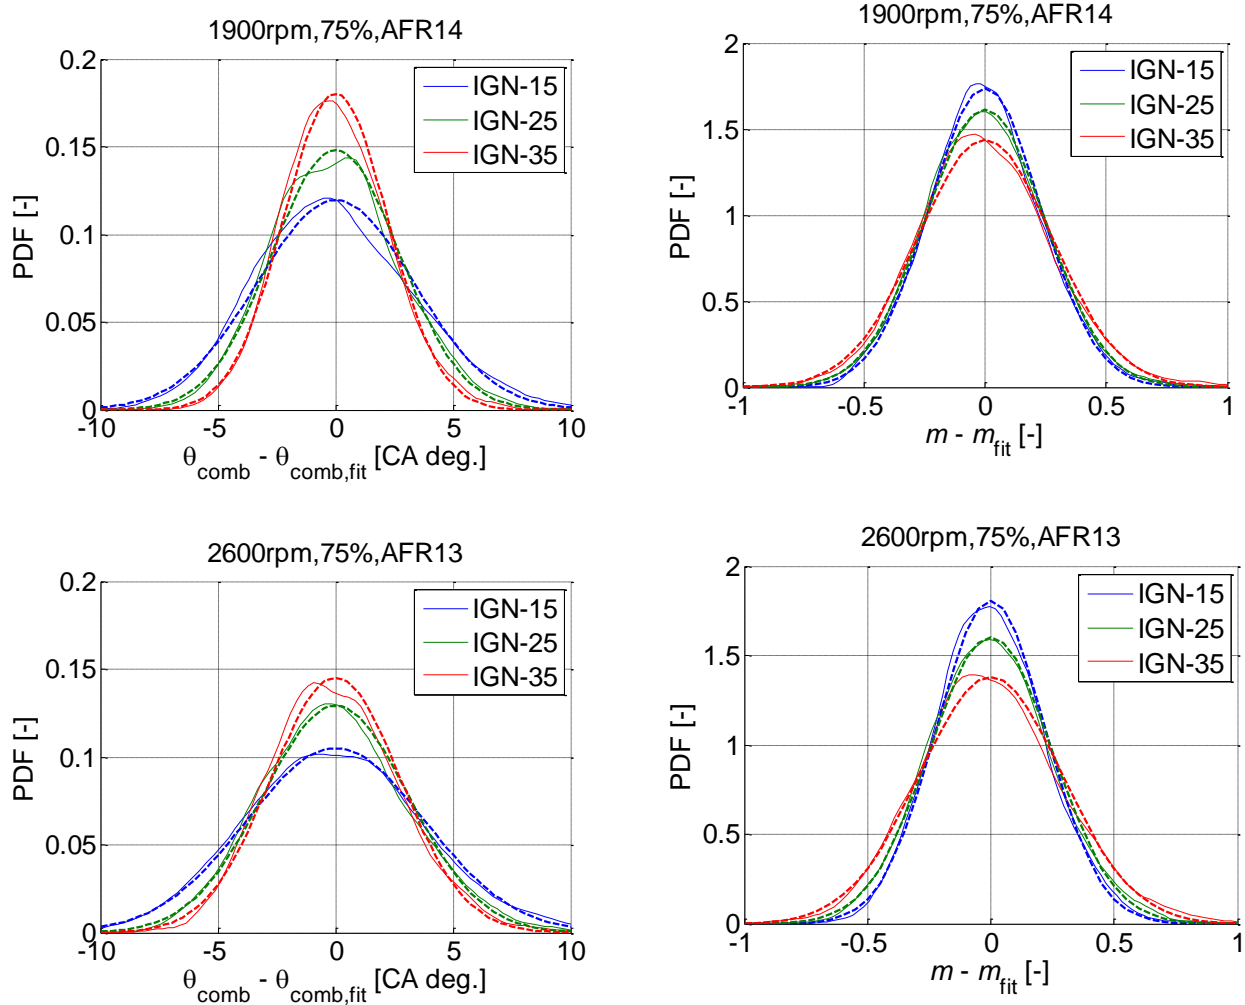 1900rpm,75%,AFR14
0.2
0.15
0.1
0.05
0
-10
-5
0
5
10
PDF [-]
θcomb - θcomb,fit [CA deg.]
IGN-15
IGN-25
IGN-35
1900rpm,75%,AFR14
2
1.5
1
0.5
0
-1
-0.5
0
0.5
1
PDF [-]
m - mfit [-]
IGN-15
IGN-25
IGN-35
2600rpm,75%,AFR13
0.2
0.15
0.1
0.05
0
-10
-5
0
5
10
PDF [-]
θcomb - θcomb,fit [CA deg.]
IGN-15
IGN-25
IGN-35
2600rpm,75%,AFR13
2
1.5
1
0.5
0
-1
-0.5
0
0.5
1
PDF [-]
m - mfit [-]
IGN-15
IGN-25
IGN-35